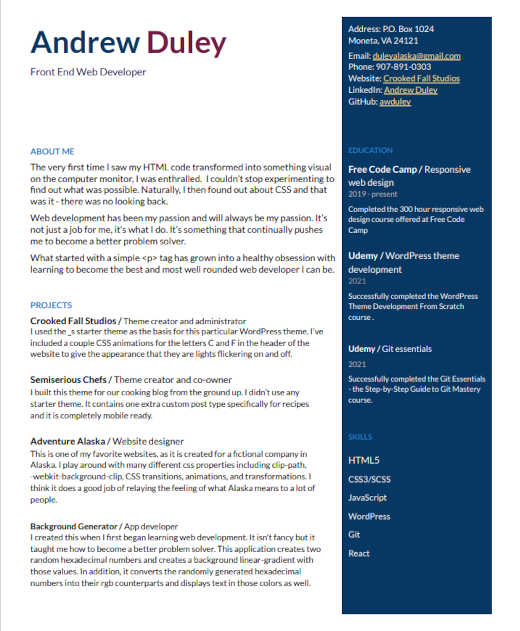 Andrew Duley
Front End Web Developer
Address: P.O. Box 1024
Moneta, VA 24121
Email: duleyalaska@gmail.com
Phone: 907-891-0303
Website: Crooked Fall Studios
LinkedIn: Andrew Duley
GitHub: awduley
ABOUT ME
The very first time I saw my HTML code transformed into something visual
on the computer monitor, I was enthralled. I couldn't stop experimenting to
find out what was possible. Naturally, I then found out about CSS and that
was it - there was no looking back.
Web development has been my passion and will always be my passion. It's
not just a job for me, it's what I do. It's something that continually pushes
me to become a better problem solver.
What started with a simple <p> tag has grown into a healthy obsession with
learning to become the best and most well rounded web developer I can be.
PROJECTS
Crooked Fall Studios / Theme creator and administrator
I used the _s starter theme as the basis for this particular WordPress theme. I've
included a couple CSS animations for the letters C and F in the header of the
website to give the appearance that they are lights flickering on and off.
Semiserious Chefs / Theme creator and co-owner
I built this theme for our cooking blog from the ground up. I didn't use any
starter theme. It contains one extra custom post type specifically for recipes
and it is completely mobile ready.
Adventure Alaska / Website designer
This is one of my favorite websites, as it is created for a fictional company in
Alaska. I play around with many different css properties including clip-path,
-webkit-background-clip, CSS transitions, animations, and transformations. I
think it does a good job of relaying the feeling of what Alaska means to a lot of
people.
Background Generator / App developer
I created this when I first began learning web development. It isn't fancy but it
taught me how to become a better problem solver. This application creates two
random hexadecimal numbers and creates a background linear-gradient with
those values. In addition, it converts the randomly generated hexadecimal
numbers into their rgb counterparts and displays text in those colors as well.
EDUCATION
Free Code Camp / Responsive
web design
2019 - present
Completed the 300 hour responsive web
design course offered at Free Code
Camp
Udemy / WordPress theme
development
2021
Successfully completed the WordPress
Theme Development From Scratch
course .
Udemy / Git essentials
2021
Successfully completed the Git Essentials
- the Step-by-Step Guide to Git Mastery
course.
SKILLS
HTML5
CSS3/SCSS
JavaScript
WordPress
Git
React